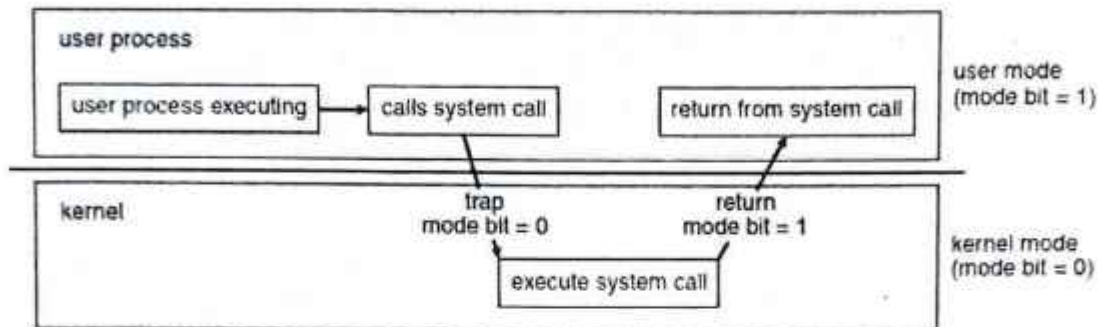 user process
user process executing
calls system call
return from system call
user mode
(mode bit = 1)
kernel
trap
mode bit = 0
return
mode bit = 1
execute system call
kernel mode
(mode bit = 0)